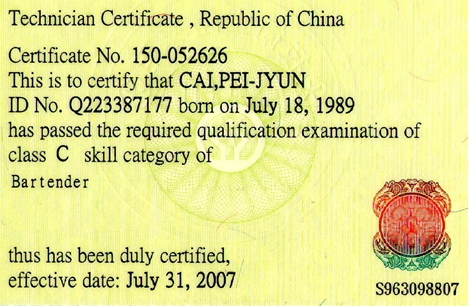 Technician Certificate , Republic of China
Certificate No. 150-052626
This is to certify that CAI,PEI-JYUN
ID No. Q223387177 born on July 18, 1989
has passed the required qualification examination of
class C skill category of
Bartender
thus has been duly certified,
effective date: July 31, 2007
S963098807